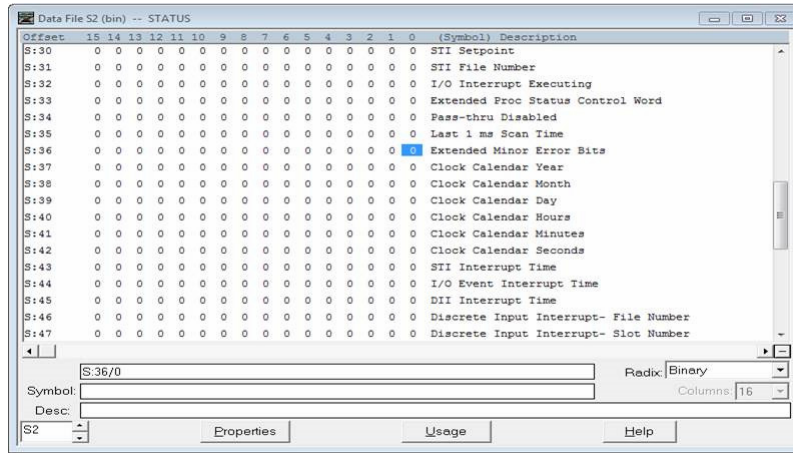 Data File S2 (bin) -- STATUS
Offset 15 14 13 12 11 10 9 8 7 6 5 4 3 2 1 0 (Symbol) Description
S:30 0 0 0 0 0 0 0 0 0 0 0 0 0 0 0 0 STI Setpoint
S:31 0 0 0 0 0 0 0 0 0 0 0 0 0 0 0 0 STI File Number
S:32 0 0 0 0 0 0 0 0 0 0 0 0 0 0 0 0 I/O Interrupt Executing
S:33 0 0 0 0 0 0 0 0 0 0 0 0 0 0 0 0 Extended Proc Status Control Word
S:34 0 0 0 0 0 0 0 0 0 0 0 0 0 0 0 0 Pass-thru Disabled
S:35 0 0 0 0 0 0 0 0 0 0 0 0 0 0 0 0 Last 1 ms Scan Time
S:36 0 0 0 0 0 0 0 0 0 0 0 0 0 0 0 0 Extended Minor Error Bits
S:37 0 0 0 0 0 0 0 0 0 0 0 0 0 0 0 0 Clock Calendar Year
S:38 0 0 0 0 0 0 0 0 0 0 0 0 0 0 0 0 Clock Calendar Month
S:39 0 0 0 0 0 0 0 0 0 0 0 0 0 0 0 0 Clock Calendar Day
S:40 0 0 0 0 0 0 0 0 0 0 0 0 0 0 0 0 Clock Calendar Hours
S:41 0 0 0 0 0 0 0 0 0 0 0 0 0 0 0 0 Clock Calendar Minutes
S:42 0 0 0 0 0 0 0 0 0 0 0 0 0 0 0 0 Clock Calendar Seconds
S:43 0 0 0 0 0 0 0 0 0 0 0 0 0 0 0 0 STI Interrupt Time
S:44 0 0 0 0 0 0 0 0 0 0 0 0 0 0 0 0 I/O Event Interrupt Time
S:45 0 0 0 0 0 0 0 0 0 0 0 0 0 0 0 0 DII Interrupt Time
S:46 0 0 0 0 0 0 0 0 0 0 0 0 0 0 0 0 Discrete Input Interrupt- File Number
S:47 0 0 0 0 0 0 0 0 0 0 0 0 0 0 0 0 Discrete Input Interrupt- Slot Number
S:36/0 Radix: Binary
Symbol: Columns: 16
Desc:
S2 Properties Usage Help